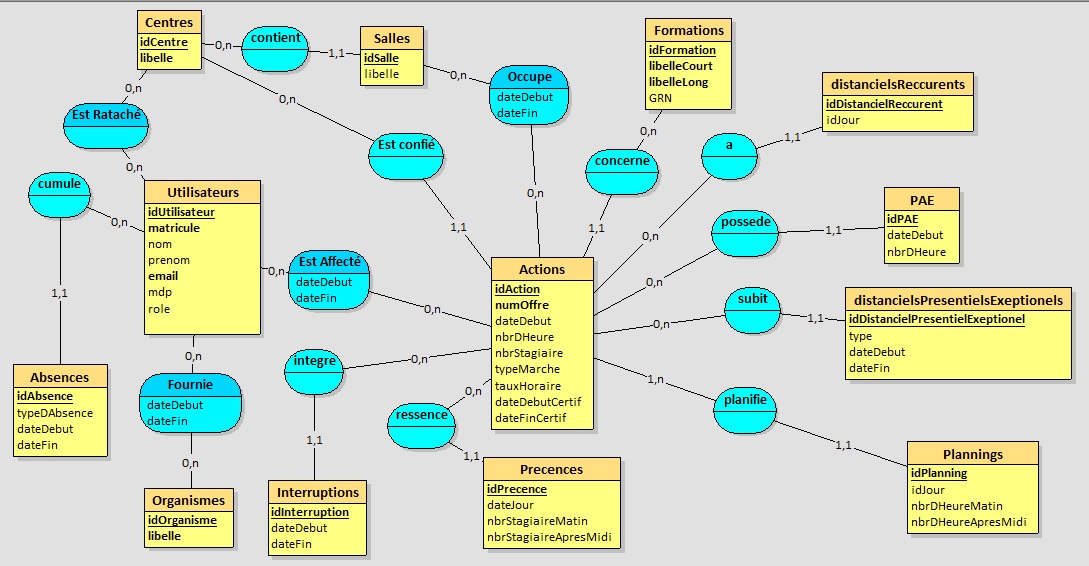 Centres
idCentre
libelle
0,n
contient
1,1
Salles
idSalle
libelle
0,n
Occupe
dateDebut
dateFin
0,n
Formations
idFormation
libelleCourt
libelleLong
GRN
0,n
concerne
1,1
distancielsReccurents
idDistancielReccurent
idJour
1,1
a
0,n
0,n
Est Rataché
0,n
0,n
Est confié
1,1
cumule
0,n
1,1
Utilisateurs
idUtilisateur
matricule
nom
prenom
email
mdp
role
0,n
Est Affecté
dateDebut
dateFin
0,n
Actions
idAction
numOffre
dateDebut
nbrDHeure
nbrStagiaire
typeMarche
tauxHoraire
dateDebutCertif
dateFinCertif
possede
0,n
1,1
PAE
idPAE
dateDebut
nbrDHeure
subit
0,n
1,1
distancielsPresentielsExeptionels
idDistancielPresentielExeptionel
type
dateDebut
dateFin
Absences
idAbsence
typeDAbsence
dateDebut
dateFin
0,n
Fournie
dateDebut
dateFin
0,n
Organismes
idOrganisme
libelle
integre
0,n
1,1
Interruptions
idInterruption
dateDebut
dateFin
ressence
0,n
1,1
Precences
idPrecence
dateJour
nbrStagiaireMatin
nbrStagiaireApresMidi
1,n
planifie
1,1
Plannings
idPlanning
idJour
nbrDHeureMatin
nbrDHeureApresMidi